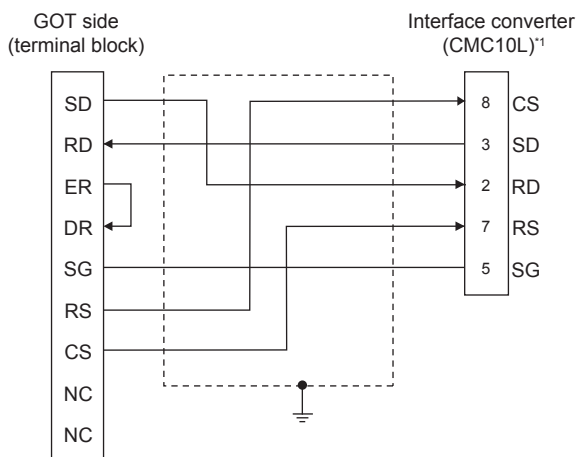 GOT side
(terminal block)
Interface converter
(CMC10L)*1
SD
RD
ER
DR
SG
RS
CS
NC
NC
8 CS
3 SD
2 RD
7 RS
5 SG